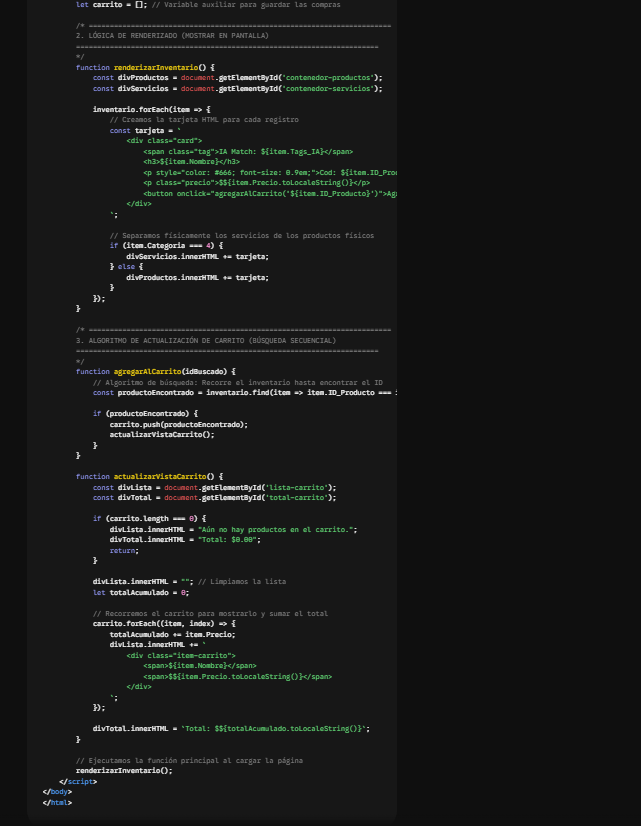 let carrito = []; // Variable auxiliar para guardar las compras
/* ========================================================================
2. LÓGICA DE RENDERIZADO (MOSTRAR EN PANTALLA)
========================================================================
*/
function renderizarInventario() {
const divProductos = document.getElementById('contenedor-productos');
const divServicios = document.getElementById('contenedor-servicios');
inventario.forEach(item => {
// Creamos la tarjeta HTML para cada registro
const tarjeta = `
<div class="card">
<span class="tag">IA Match: ${item.Tags_IA}</span>
<h3>${item.Nombre}</h3>
<p style="color: #666; font-size: 0.9em;">Cod: ${item.ID_Pro
<p class="precio">$${item.Precio.toLocaleString()}</p>
<button onclick="agregarAlCarrito('${item.ID_Producto}')">Ag
</div>
`;
// Separamos físicamente los servicios de los productos físicos
if (item.Categoria === 4) {
divServicios.innerHTML += tarjeta;
} else {
divProductos.innerHTML += tarjeta;
}
});
}
/* ========================================================================
3. ALGORITMO DE ACTUALIZACIÓN DE CARRITO (BÚSQUEDA SECUENCIAL)
========================================================================
*/
function agregarAlCarrito(idBuscado) {
// Algoritmo de búsqueda: Recorre el inventario hasta encontrar el ID
const productoEncontrado = inventario.find(item => item.ID_Producto === i
if (productoEncontrado) {
carrito.push(productoEncontrado);
actualizarVistaCarrito();
}
}
function actualizarVistaCarrito() {
const divLista = document.getElementById('lista-carrito');
const divTotal = document.getElementById('total-carrito');
if (carrito.length === 0) {
divLista.innerHTML = "Aún no hay productos en el carrito.";
divTotal.innerHTML = "Total: $0.00";
return;
}
divLista.innerHTML = ""; // Limpiamos la lista
let totalAcumulado = 0;
// Recorremos el carrito para mostrarlo y sumar el total
carrito.forEach((item, index) => {
totalAcumulado += item.Precio;
divLista.innerHTML += `
<div class="item-carrito">
<span>${item.Nombre}</span>
<span>$${item.Precio.toLocaleString()}</span>
</div>
`;
});
divTotal.innerHTML = `Total: $${totalAcumulado.toLocaleString()}`;
}
// Ejecutamos la función principal al cargar la página
renderizarInventario();
</script>
</body>
</html>